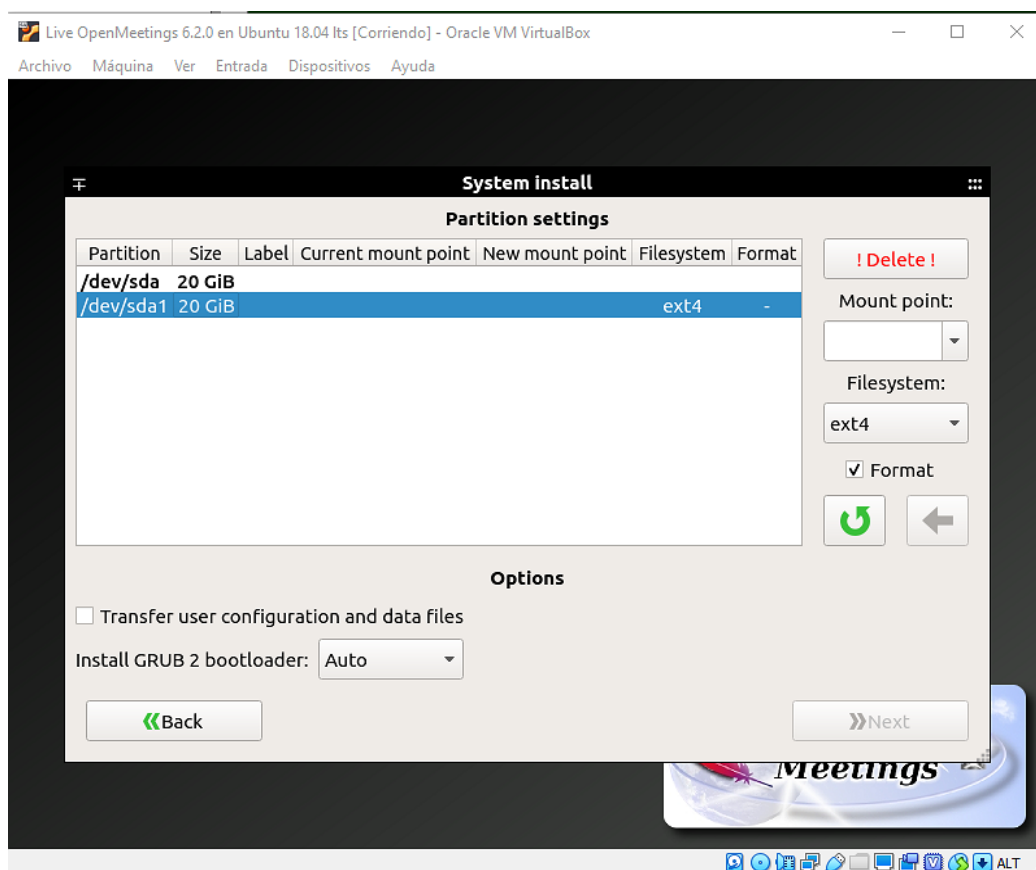 Live OpenMeetings 6.2.0 en Ubuntu 18.04 lts [Corriendo] - Oracle VM VirtualBox
Archivo Máquina Ver Entrada Dispositivos Ayuda
System install
Partition settings
Partition Size Label Current mount point New mount point Filesystem Format
/dev/sda 20 GiB
/dev/sda1 20 GiB ext4 -
! Delete !
Mount point:
Filesystem:
ext4
Format
Options
Transfer user configuration and data files
Install GRUB 2 bootloader: Auto
Back
Next
Meetings
ALT